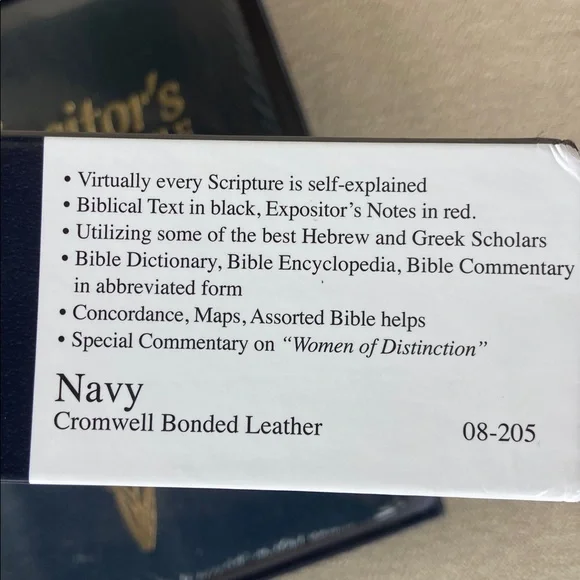 • Virtually every Scripture is self-explained
• Biblical Text in black, Expositor's Notes in red.
• Utilizing some of the best Hebrew and Greek Scholars
• Bible Dictionary, Bible Encyclopedia, Bible Commentary
in abbreviated form
• Concordance, Maps, Assorted Bible helps
• Special Commentary on "Women of Distinction"
Navy
Cromwell Bonded Leather 08-205